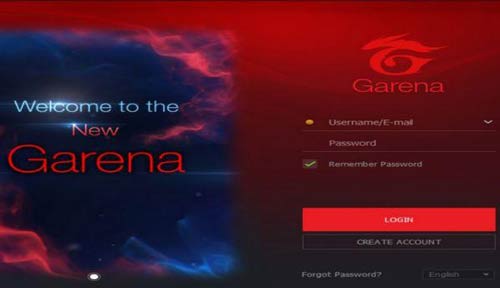 Welcome to the
New
Garena
Garena
Username/E-mail
Password
Remember Password
LOGIN
CREATE ACCOUNT
Forgot Password?
English